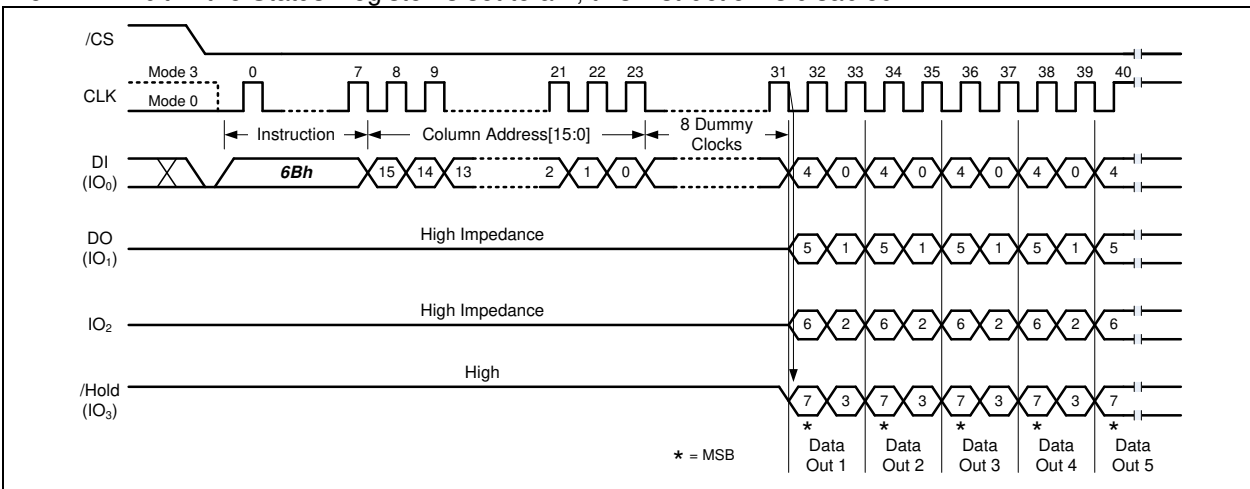 /CS
Mode 3 0 7 8 9 21 22 23 31 32 33 34 35 36 37 38 39 40
CLK
Mode 0
Instruction Column Address[15:0] 8 Dummy
Clocks
DI
(IO0) 6Bh 15 14 13 2 1 0 4 0 4 0 4 0 4 0 4
High Impedance
DO
(IO1) 5 1 5 1 5 1 5 1 5
High Impedance
IO2 6 2 6 2 6 2 6 2 6
High
/Hold
(IO3) 7 3 7 3 7 3 7 3 7
* * * * *
* = MSB
Data Data Data Data Data
Out 1 Out 2 Out 3 Out 4 Out 5